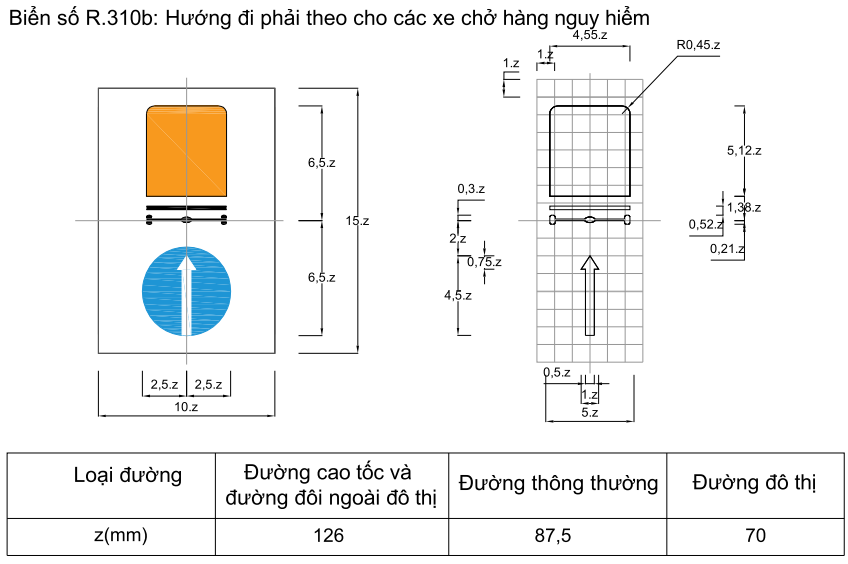 Biển số R.310b: Hướng đi phải theo cho các xe chở hàng nguy hiểm
4,55.z
R0,45.z
1.z
1.z
6,5.z
5,12.z
0,3.z
1,38.z
15.z
0,52.z
2.z
0,21.z
0,75.z
6,5.z
4,5.z
0,5.z
2,5.z
2,5.z
1.z
10.z
5.z
Loại đường
Đường cao tốc và
đường đôi ngoài đô thị
Đường thông thường
Đường đô thị
z(mm)
126
87,5
70